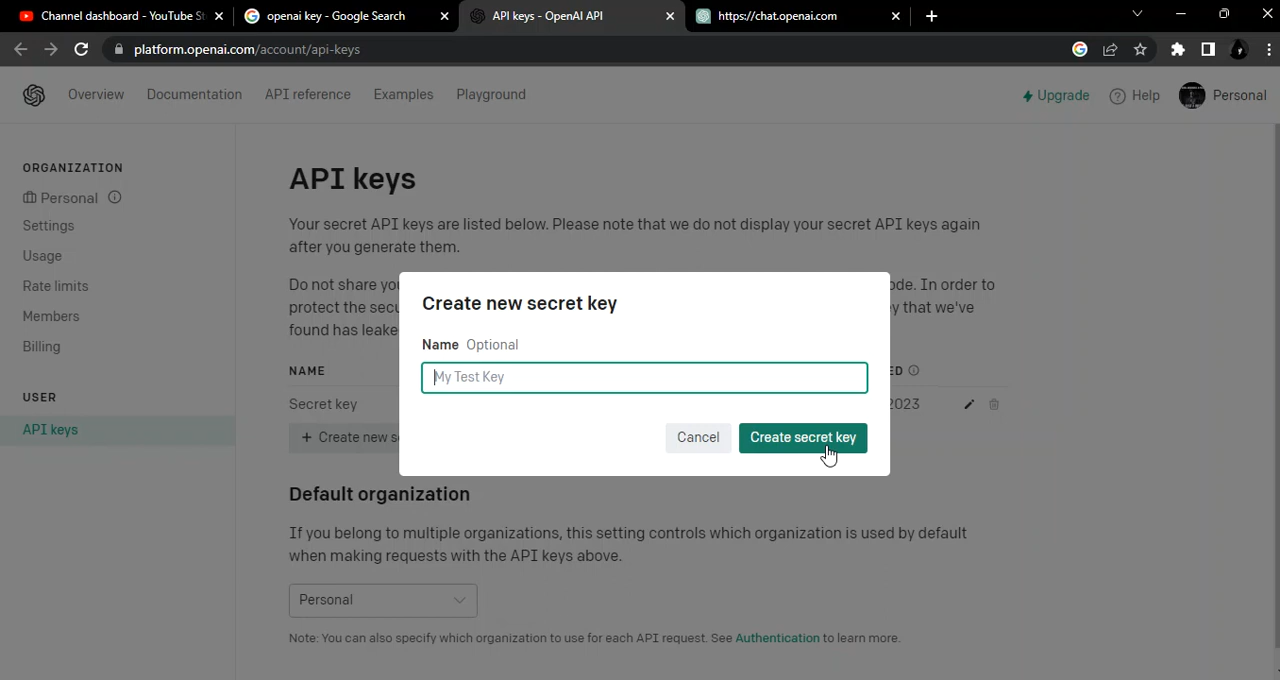 Channel dashboard - YouTube St
openai key - Google Search
API keys - OpenAI API
https://chat.openai.com
platform.openai.com/account/api-keys
Overview
Documentation
API reference
Examples
Playground
Upgrade
Help
Personal
ORGANIZATION
Personal
Settings
Usage
Rate limits
Members
Billing
USER
API keys
API keys
Your secret API keys are listed below. Please note that we do not display your secret API keys again
after you generate them.
Do not share you ode. In order to
protect the secu y that we've
found has leake
NAME ED
Secret key 2023
+ Create new s
Create new secret key
Name Optional
My Test Key
Cancel
Create secret key
Default organization
If you belong to multiple organizations, this setting controls which organization is used by default
when making requests with the API keys above.
Personal
Note: You can also specify which organization to use for each API request. See Authentication to learn more.